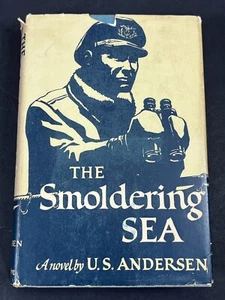 THE
Smoldering
SEA
A novel by U.S. ANDERSEN